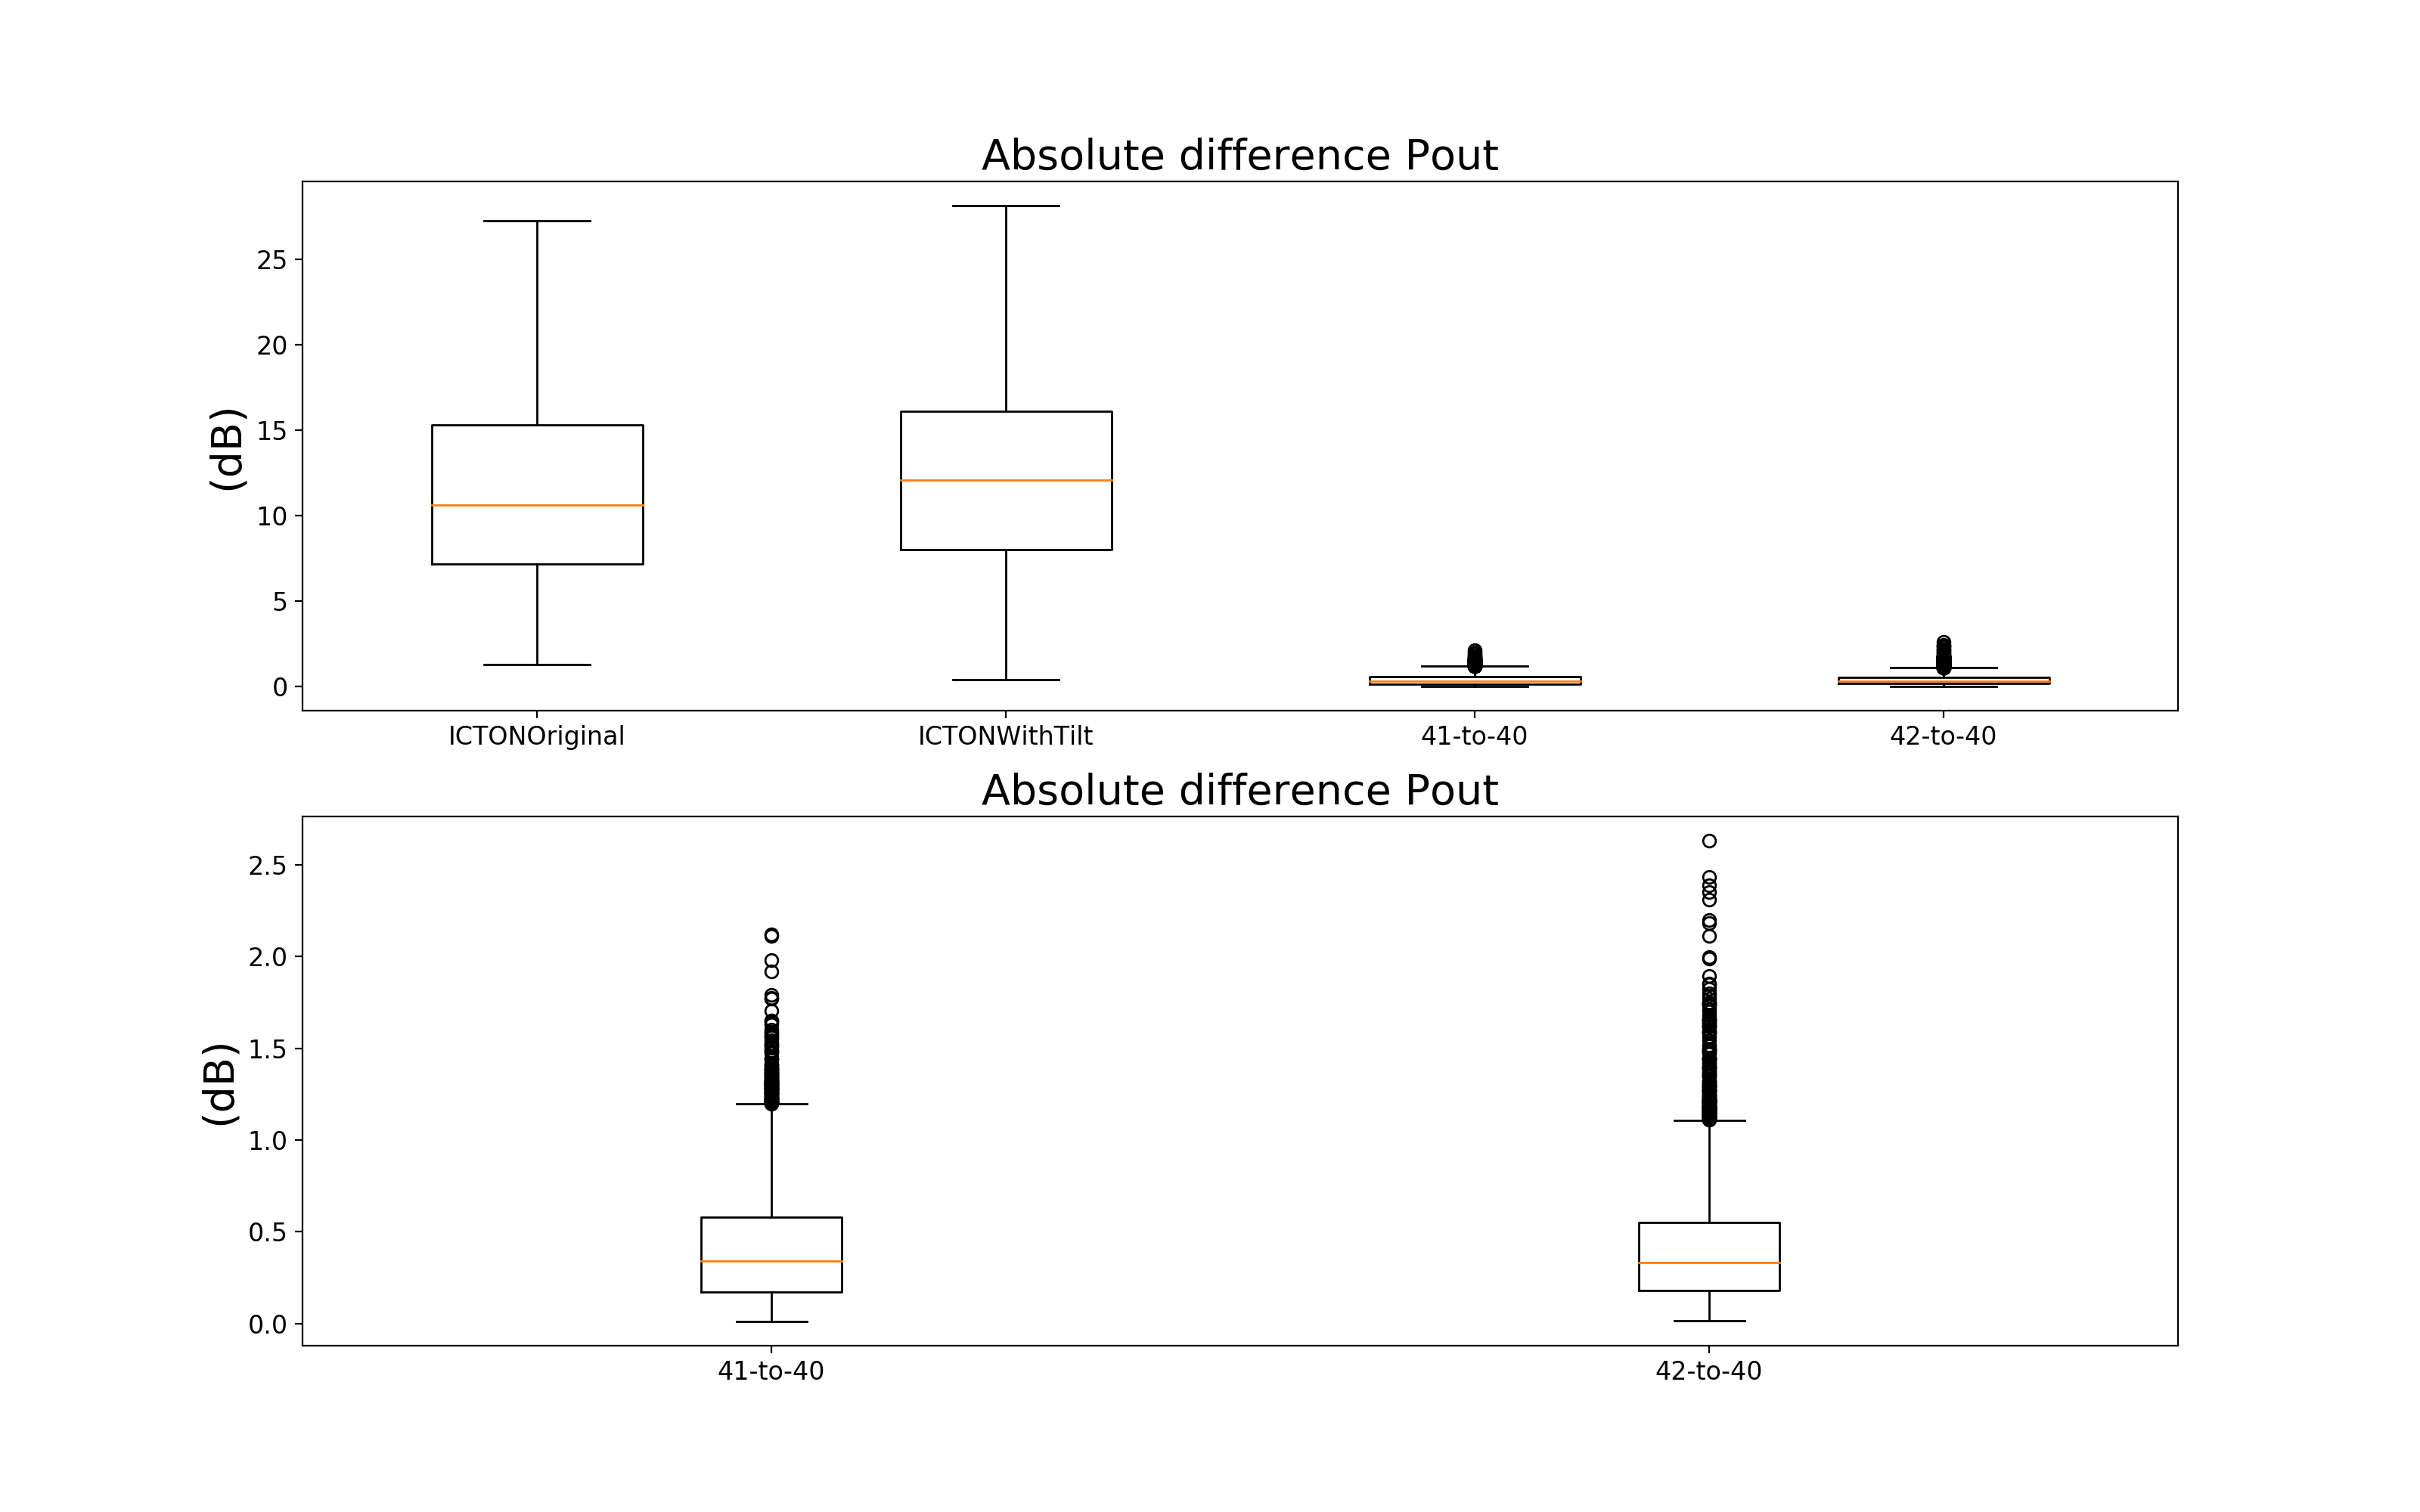 Absolute difference Pout
(dB)
25
20
15
10
5
0
ICTONOriginal ICTONWithTilt 41-to-40 42-to-40
Absolute difference Pout
(dB)
2.5
2.0
1.5
1.0
0.5
0.0
41-to-40 42-to-40